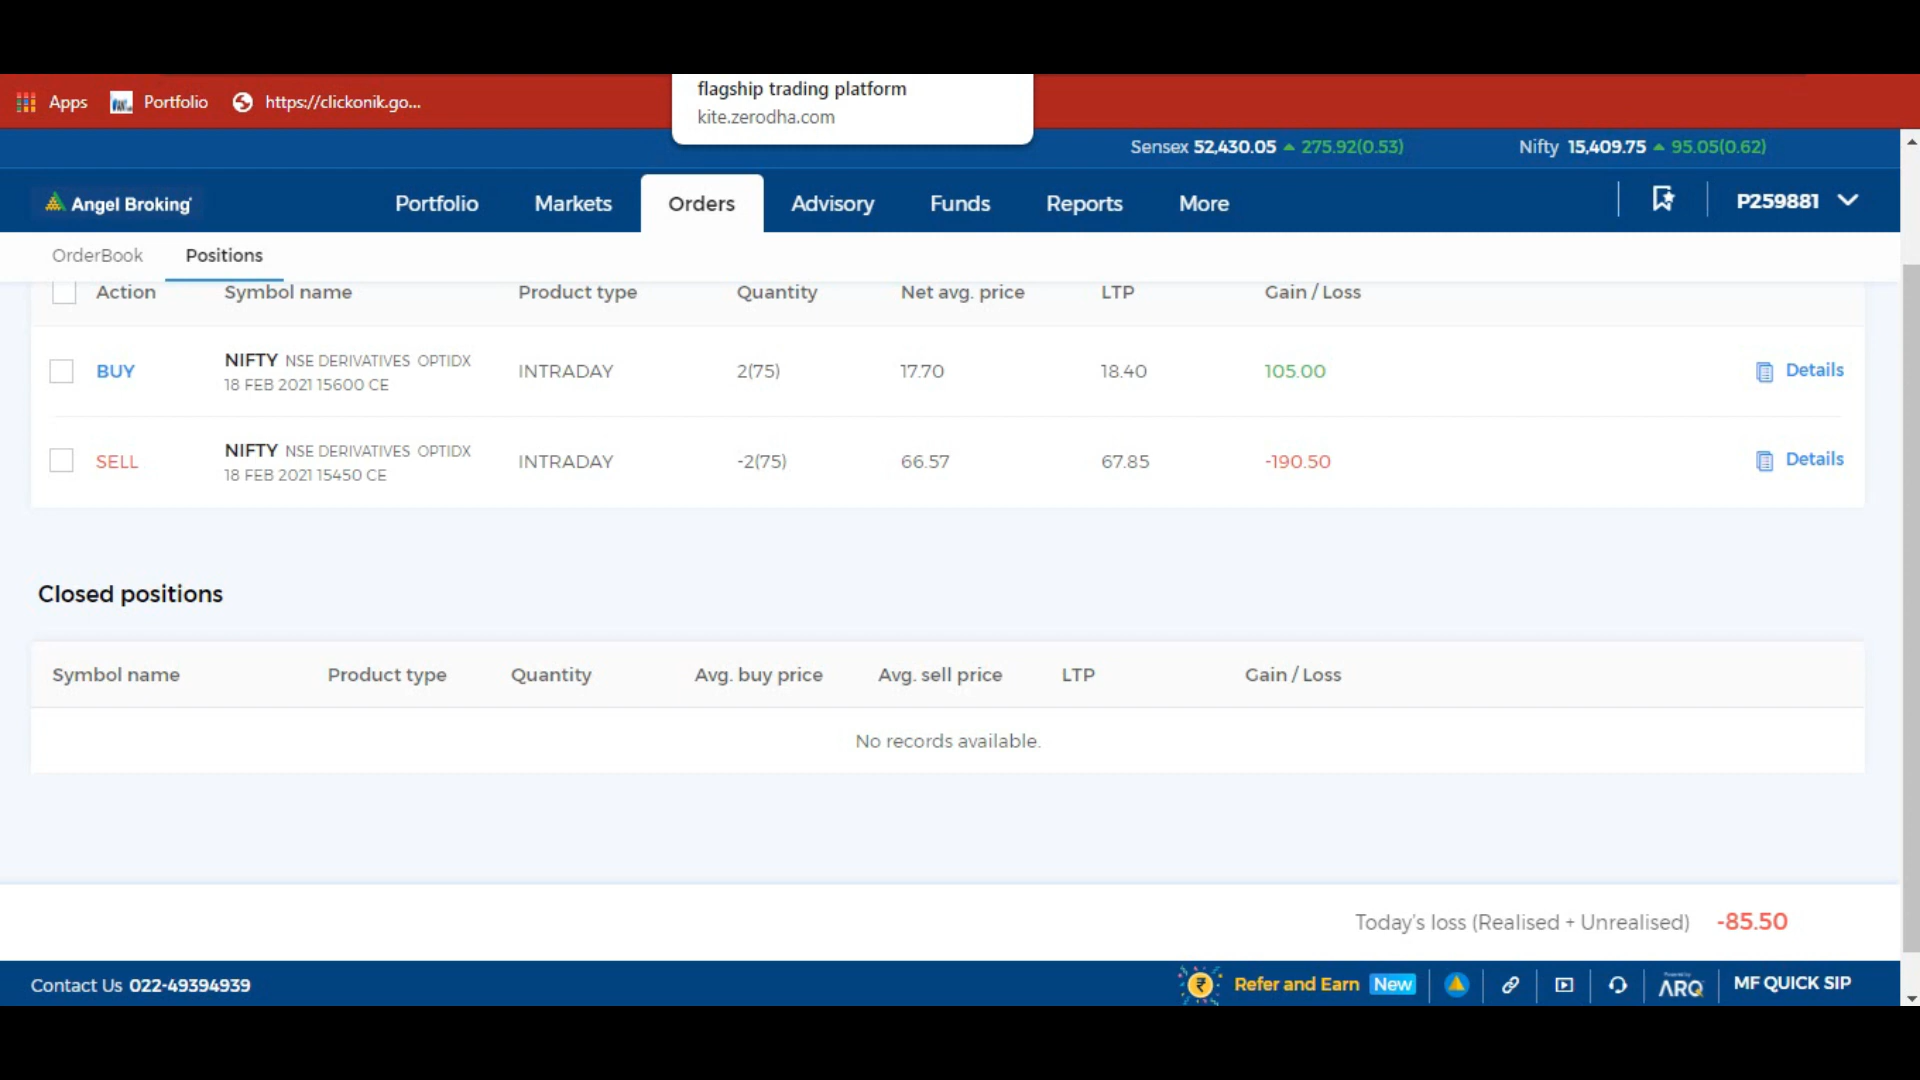 flagship trading platform
kite.zerodha.com
Apps Portfolio https://clickonik.go...
Sensex 52,430.05 275.92(0.53) Nifty 15,409.75 95.05(0.62)
Angel Broking Portfolio Markets Orders Advisory Funds Reports More P259881
OrderBook Positions
Action Symbol name Product type Quantity Net avg. price LTP Gain / Loss
BUY NIFTY NSE DERIVATIVES OPTIDX INTRADAY 2(75) 17.70 18.40 105.00 Details
18 FEB 2021 15600 CE
SELL NIFTY NSE DERIVATIVES OPTIDX INTRADAY -2(75) 66.57 67.85 -190.50 Details
18 FEB 2021 15450 CE
Closed positions
Symbol name Product type Quantity Avg. buy price Avg. sell price LTP Gain / Loss
No records available.
Today's loss (Realised + Unrealised) -85.50
Contact Us 022-49394939 ₹ Refer and Earn New Powered by ARQ MF QUICK SIP